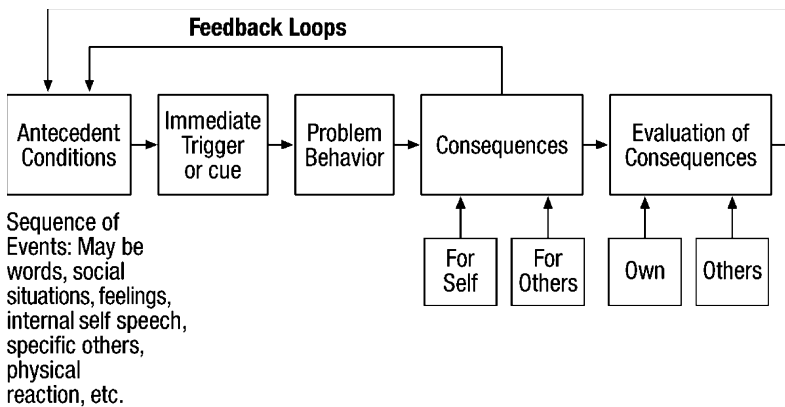 Feedback Loops
Antecedent
Conditions
Immediate
Trigger
or cue
Problem
Behavior
Consequences
Evaluation of
Consequences
Sequence of
Events: May be
words, social
situations, feelings,
internal self speech,
specific others,
physical
reaction, etc.
For
Self
For
Others
Own
Others